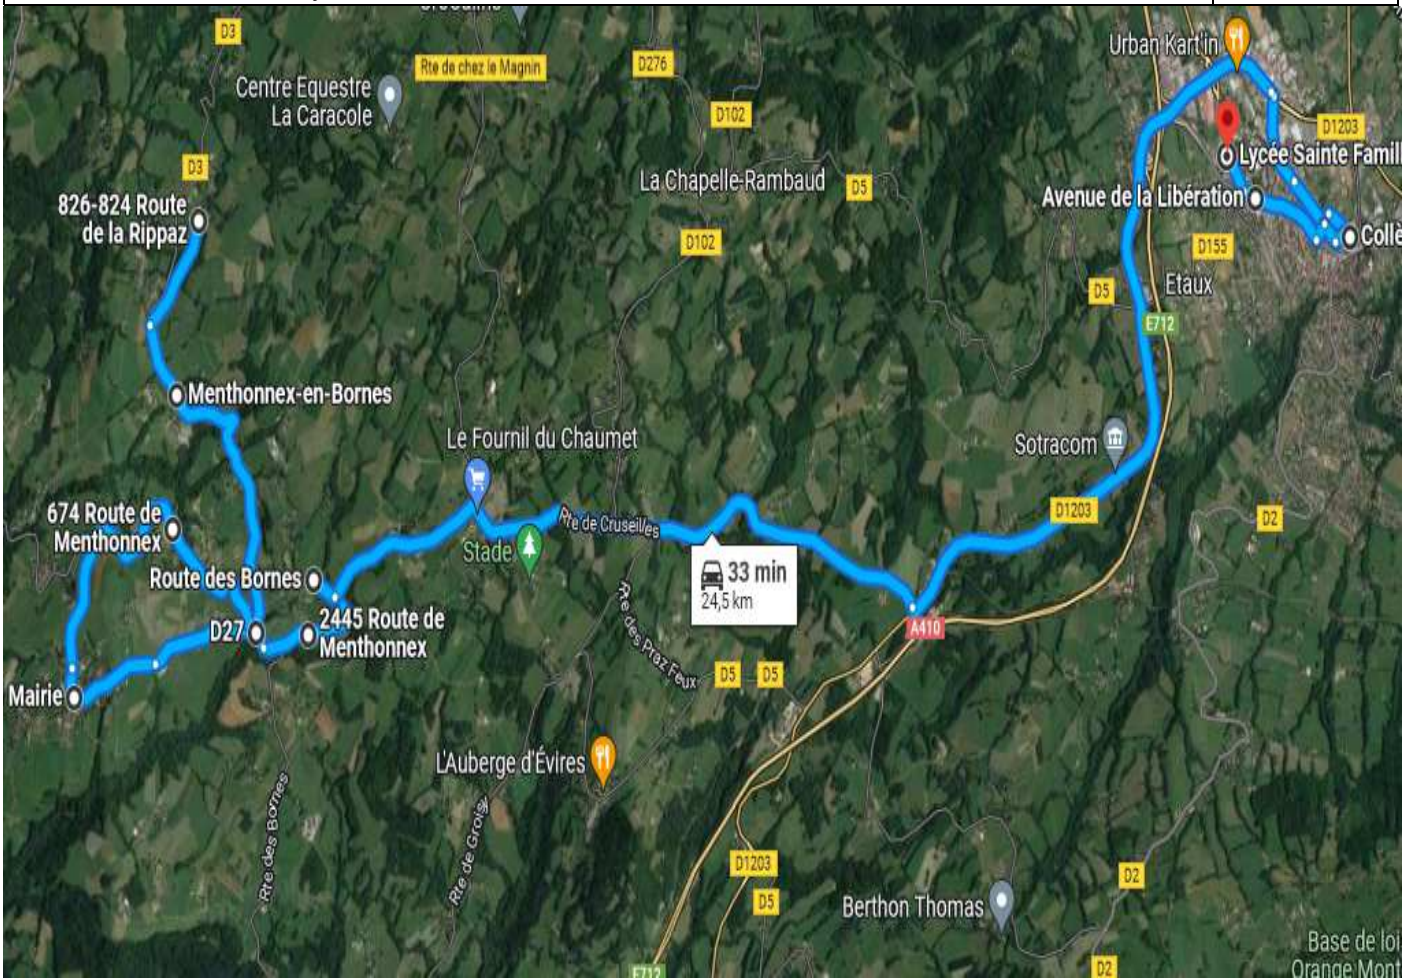 D3
Rte de chez le Magnin
D276
Urban Kart'in
Centre Equestre
La Caracole
D102
D1203
D3
La Chapelle-Rambaud
D5
Lycée Sainte Famill
826-824 Route
de la Rippaz
Avenue de la Libération
D102
D155
Collè
D5
Etaux
E712
Menthonnex-en-Bornes
Le Fournil du Chaumet
Sotracom
674 Route de
Menthonnex
Rte de Cruseilles
D1203
D2
Stade
Route des Bornes
33 min
24,5 km
2445 Route de
Menthonnex
D27
A410
Rte des Praz Feux
D5
D5
Mairie
L'Auberge d'Évires
Rte des Bornes
Rte de Groisy
D1203
D2
D5
Berthon Thomas
Base de loi
Orange Mont
E712
D2